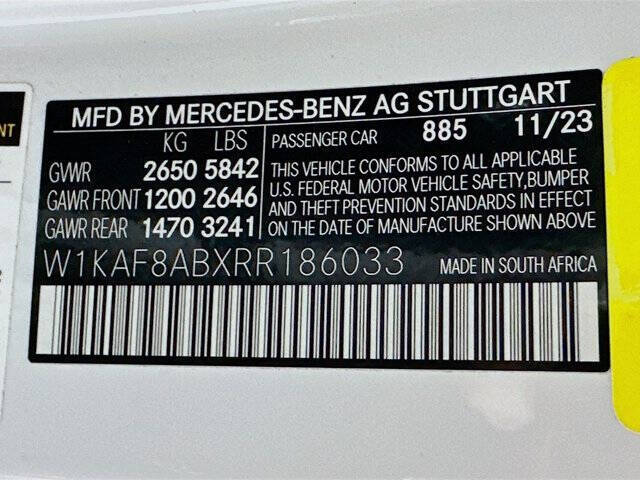 MFD BY MERCEDES-BENZ AG STUTTGART
KG LBS
PASSENGER CAR 885 11/23
GVWR 2650 5842
GAWR FRONT 1200 2646
GAWR REAR 1470 3241
THIS VEHICLE CONFORMS TO ALL APPLICABLE
U.S. FEDERAL MOTOR VEHICLE SAFETY,BUMPER
AND THEFT PREVENTION STANDARDS IN EFFECT
ON THE DATE OF MANUFACTURE SHOWN ABOVE
W1KAF8ABXRR186033 MADE IN SOUTH AFRICA